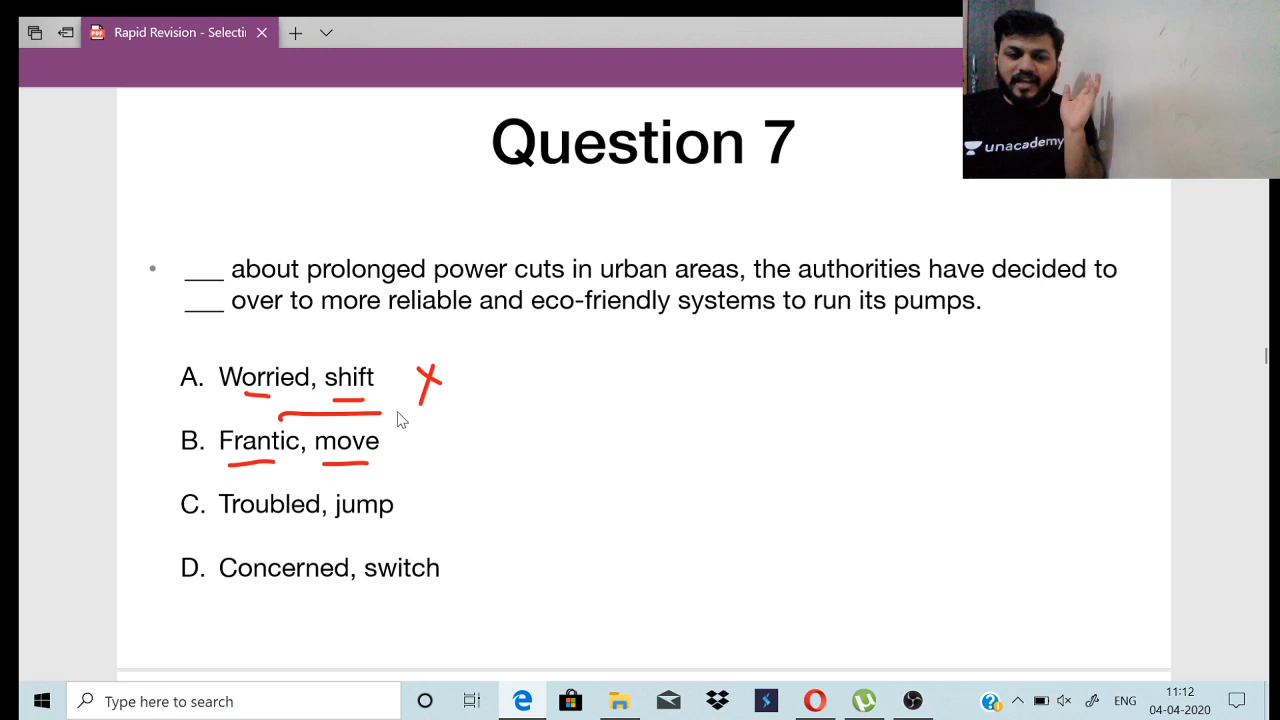 Rapid Revision - Selecti
unacademy
Question 7
• ___ about prolonged power cuts in urban areas, the authorities have decided to
___ over to more reliable and eco-friendly systems to run its pumps.
A. Worried, shift
B. Frantic, move
C. Troubled, jump
D. Concerned, switch
Type here to search
ENG
11:12
04-04-2020